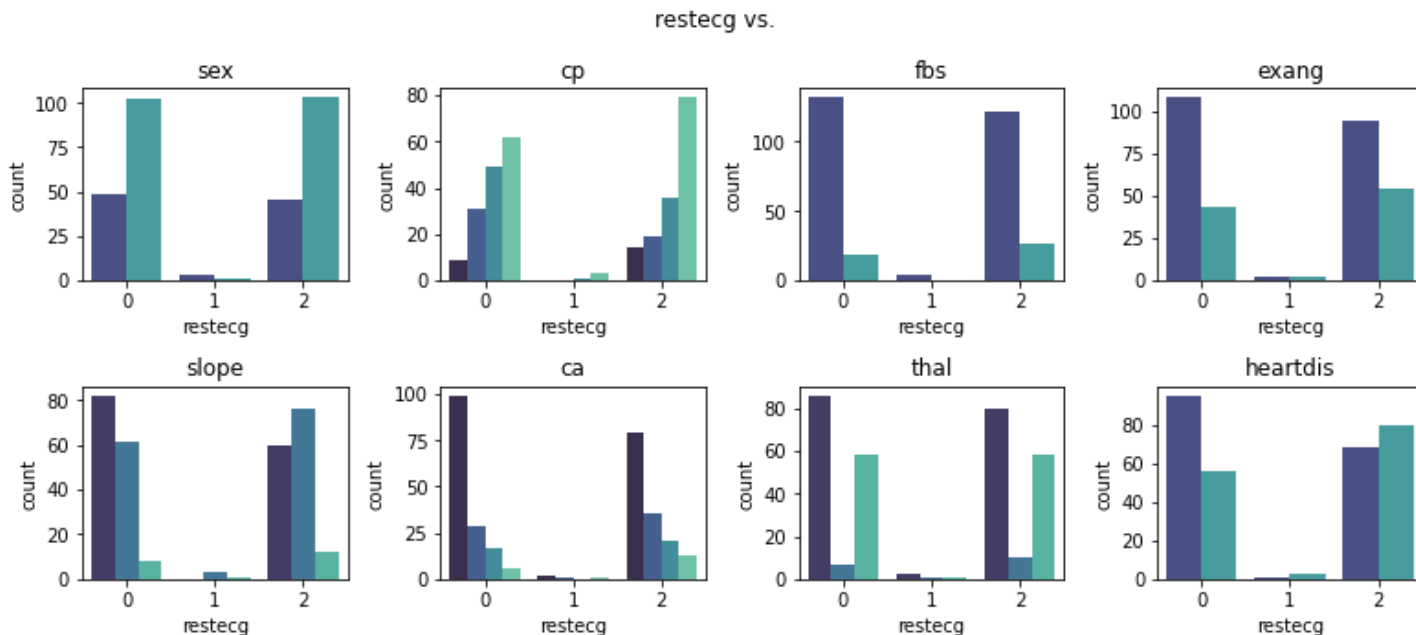 restecg vs.
sex
cp
fbs
exang
100
75
50
25
0
count
0 1 2
restecg
80
60
40
20
0
count
0 1 2
restecg
100
50
0
count
0 1 2
restecg
100
75
50
25
0
count
0 1 2
restecg
slope
ca
thal
heartdis
80
60
40
20
0
count
0 1 2
restecg
100
75
50
25
0
count
0 1 2
restecg
80
60
40
20
0
count
0 1 2
restecg
80
60
40
20
0
count
0 1 2
restecg